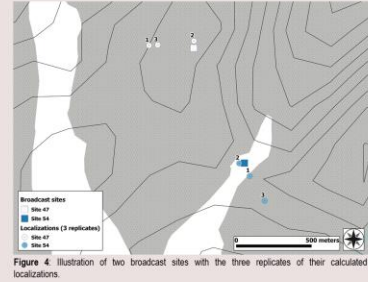 1 3 2
2
1
1
Broadcast sites
Site 47
Site 54
Localizations (3 replicates)
Site 47
Site 54
0 500 meters
Figure 4: Illustration of two broadcast sites with the three replicates of their calculated
localizations.